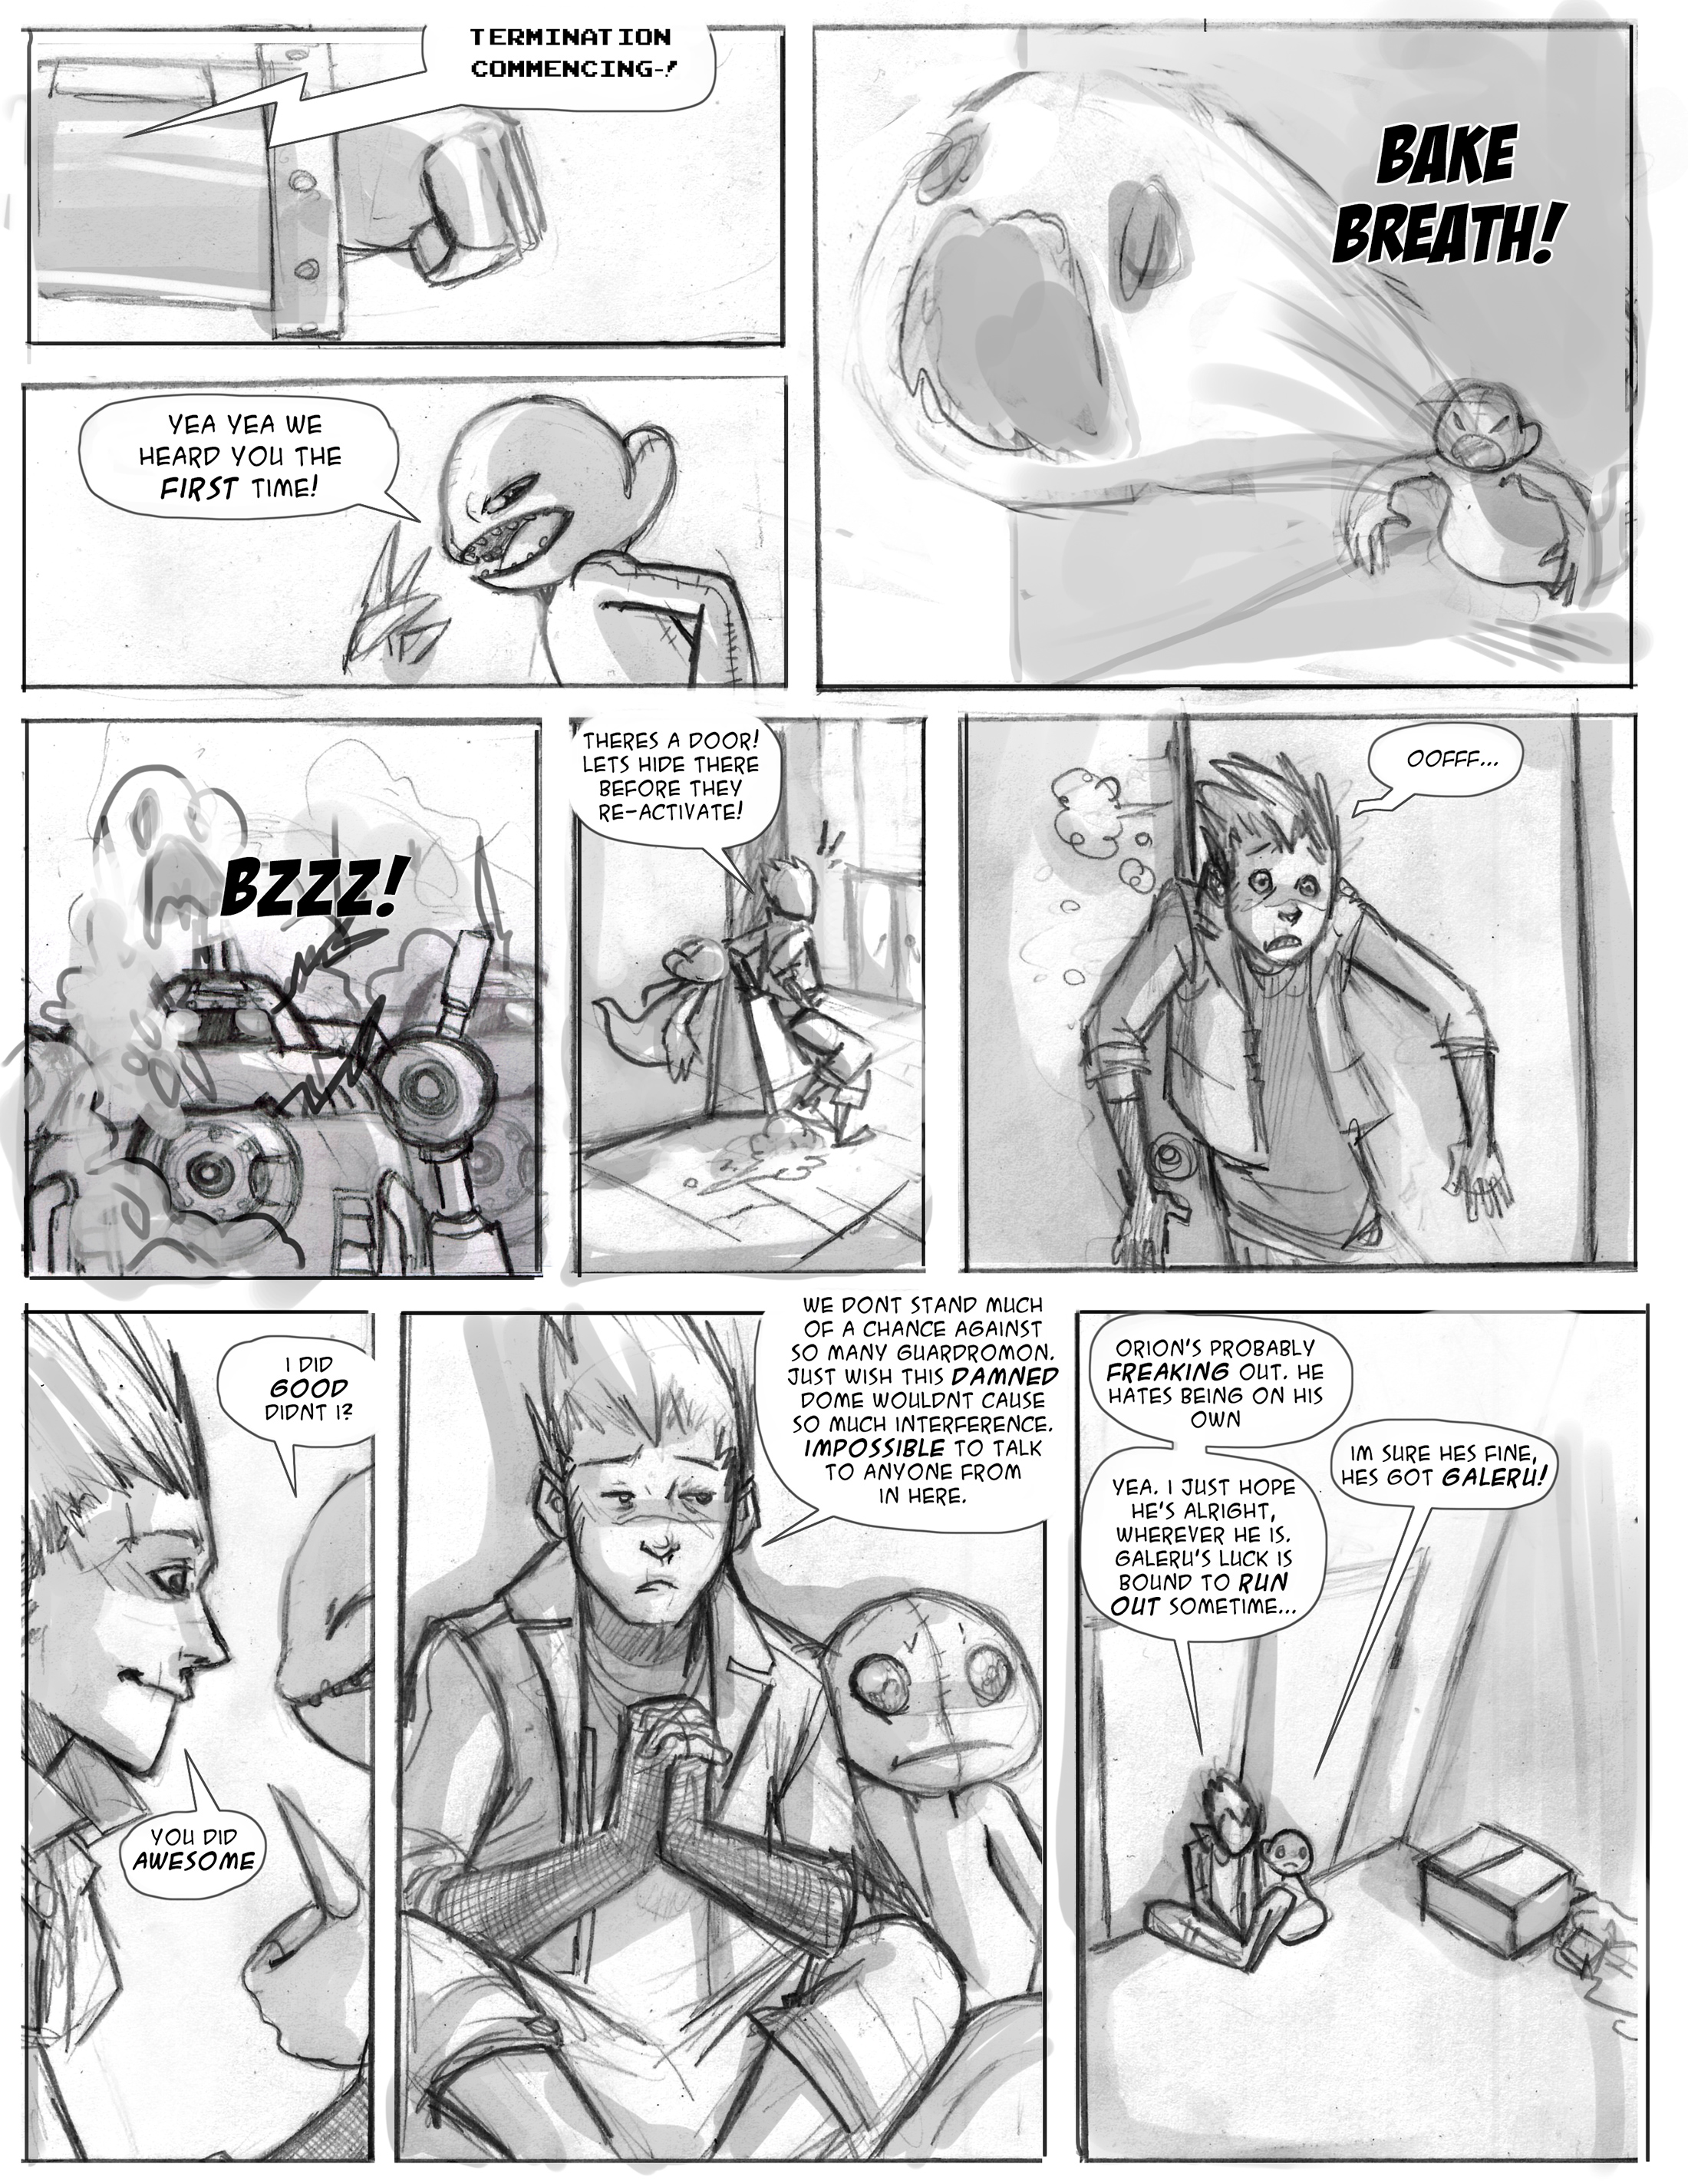 TERMINATION
COMMENCING-!
YEA YEA WE
HEARD YOU THE
FIRST TIME!
BAKE
BREATH!
BZZZ!
THERES A DOOR!
LETS HIDE THERE
BEFORE THEY
RE-ACTIVATE!
OOFFF...
I DID
GOOD
DIDNT I?
YOU DID
AWESOME
WE DONT STAND MUCH
OF A CHANCE AGAINST
SO MANY GUARDROMON.
JUST WISH THIS DAMNED
DOME WOULDNT CAUSE
SO MUCH INTERFERENCE.
IMPOSSIBLE TO TALK
TO ANYONE FROM
IN HERE.
ORION'S PROBABLY
FREAKING OUT. HE
HATES BEING ON HIS
OWN
IM SURE HES FINE,
HES GOT GALERU!
YEA. I JUST HOPE
HE'S ALRIGHT,
WHEREVER HE IS.
GALERU'S LUCK IS
BOUND TO RUN
OUT SOMETIME...